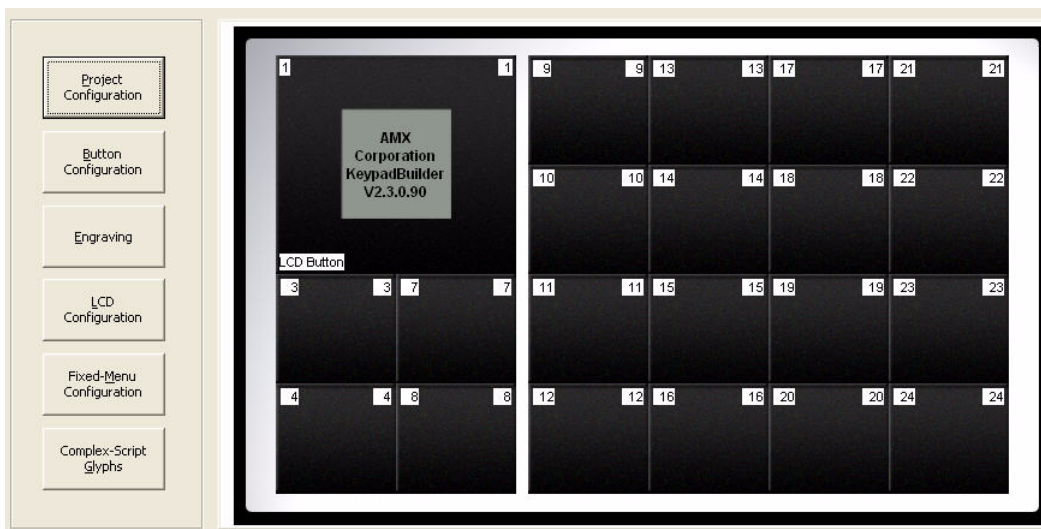 Project
Configuration
Button
Configuration
Engraving
LCD
Configuration
Fixed-Menu
Configuration
Complex-Script
Glyphs
1 1
AMX
Corporation
KeypadBuilder
V2.3.0.90
LCD Button
3 3 7 7
4 4 8 8
9 9 13 13 17 17 21 21
10 10 14 14 18 18 22 22
11 11 15 15 19 19 23 23
12 12 16 16 20 20 24 24